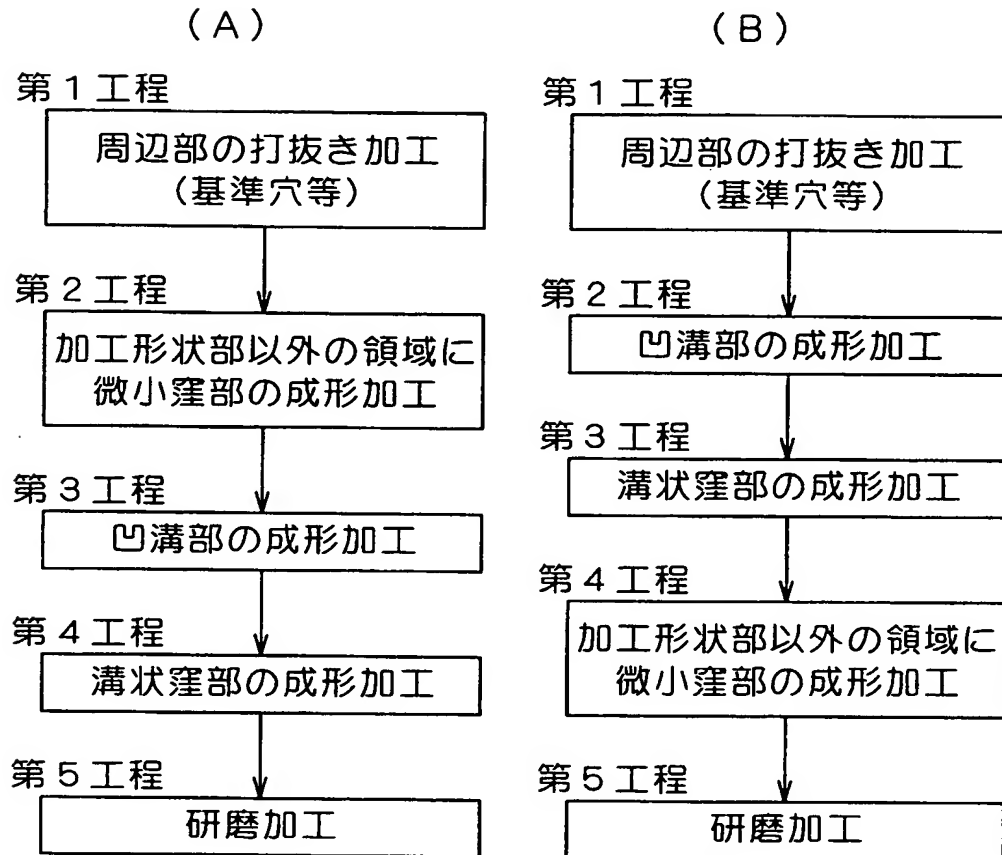 (A)
第1工程
周辺部の打抜き加工
(基準穴等)
第2工程
加工形状部以外の領域に
微小窪部の成形加工
第3工程
凹溝部の成形加工
第4工程
溝状窪部の成形加工
第5工程
研磨加工
(B)
第1工程
周辺部の打抜き加工
(基準穴等)
第2工程
凹溝部の成形加工
第3工程
溝状窪部の成形加工
第4工程
加工形状部以外の領域に
微小窪部の成形加工
第5工程
研磨加工